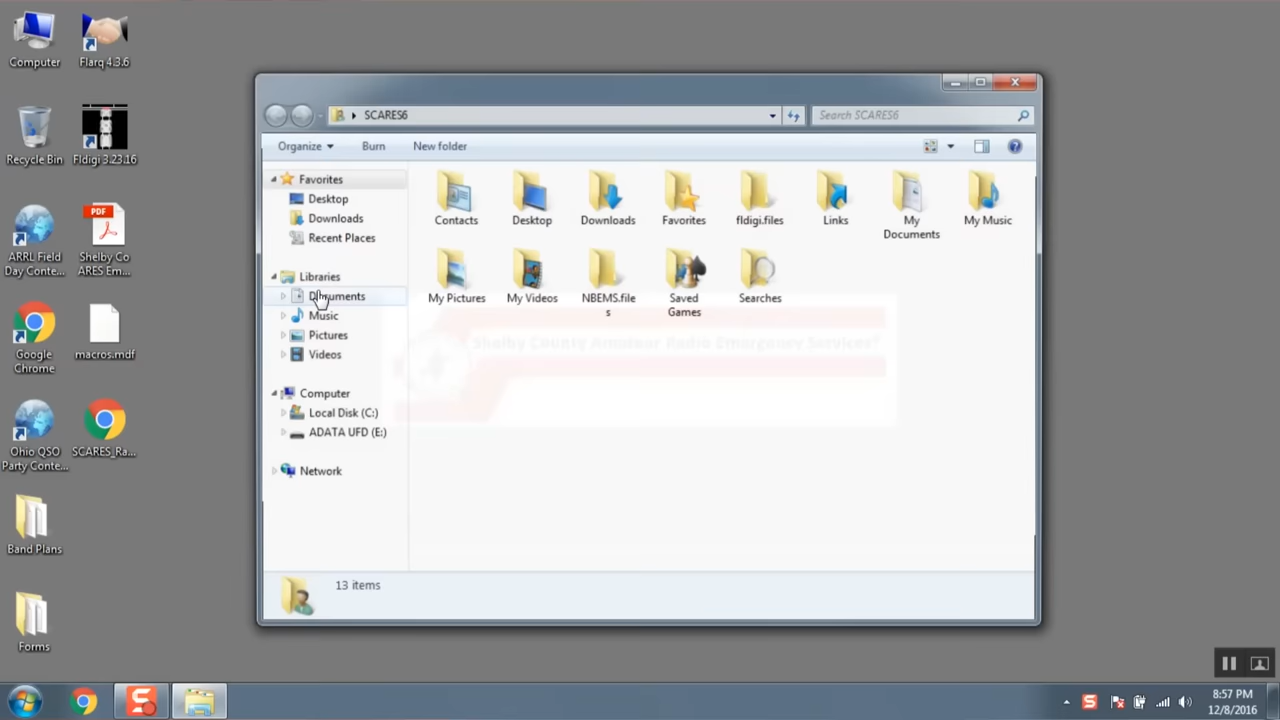 Computer
Flarq 4.3.6
Recycle Bin
Fldigi 3.23.16
ARRL Field
Day Conte...
PDF
Shelby Co
ARES Em...
Google
Chrome
macros.mdf
Ohio QSO
Party Conte...
SCARES_Ra...
Band Plans
Forms
SCARES6
Search SCARES6
Organize
Burn
New folder
Favorites
Desktop
Downloads
Recent Places
Libraries
Documents
Music
Pictures
Videos
Computer
Local Disk (C:)
ADATA UFD (E:)
Network
Contacts
Desktop
Downloads
Favorites
fldigi.files
Links
My
Documents
My Music
My Pictures
My Videos
NBEMS.file
s
Saved
Games
Searches
Shelby County Amateur Radio Emergency Services?
13 items
S
S
8:57 PM
12/8/2016